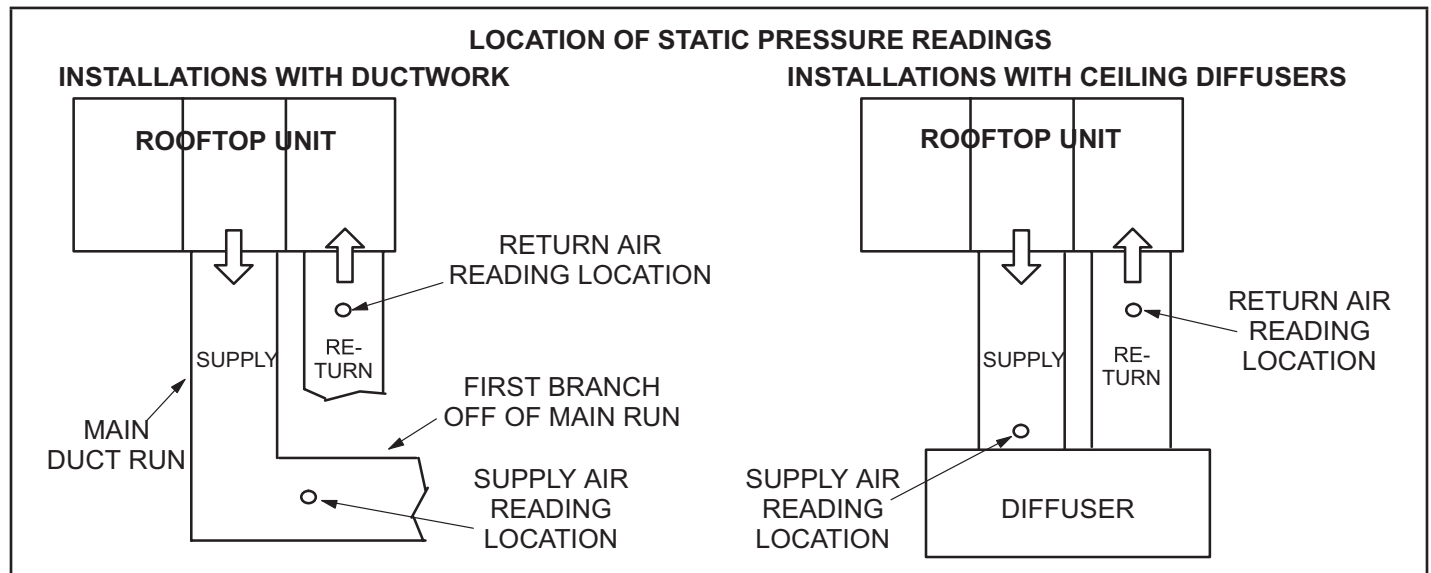 LOCATION OF STATIC PRESSURE READINGS
INSTALLATIONS WITH DUCTWORK
ROOFTOP UNIT
RETURN AIR
READING LOCATION
SUPPLY
RE-
TURN
FIRST BRANCH
OFF OF MAIN RUN
MAIN
DUCT RUN
SUPPLY AIR
READING
LOCATION
INSTALLATIONS WITH CEILING DIFFUSERS
ROOFTOP UNIT
RETURN AIR
READING
LOCATION
SUPPLY
RE-
TURN
SUPPLY AIR
READING
LOCATION
DIFFUSER